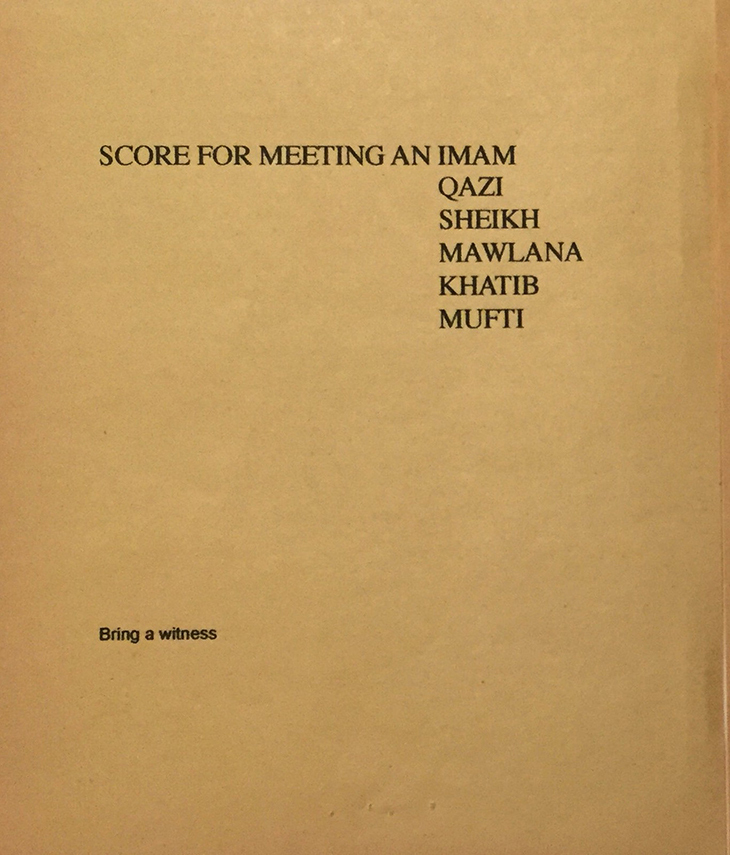 SCORE FOR MEETING AN IMAM
QAZI
SHEIKH
MAWLANA
KHATIB
MUFTI
Bring a witness